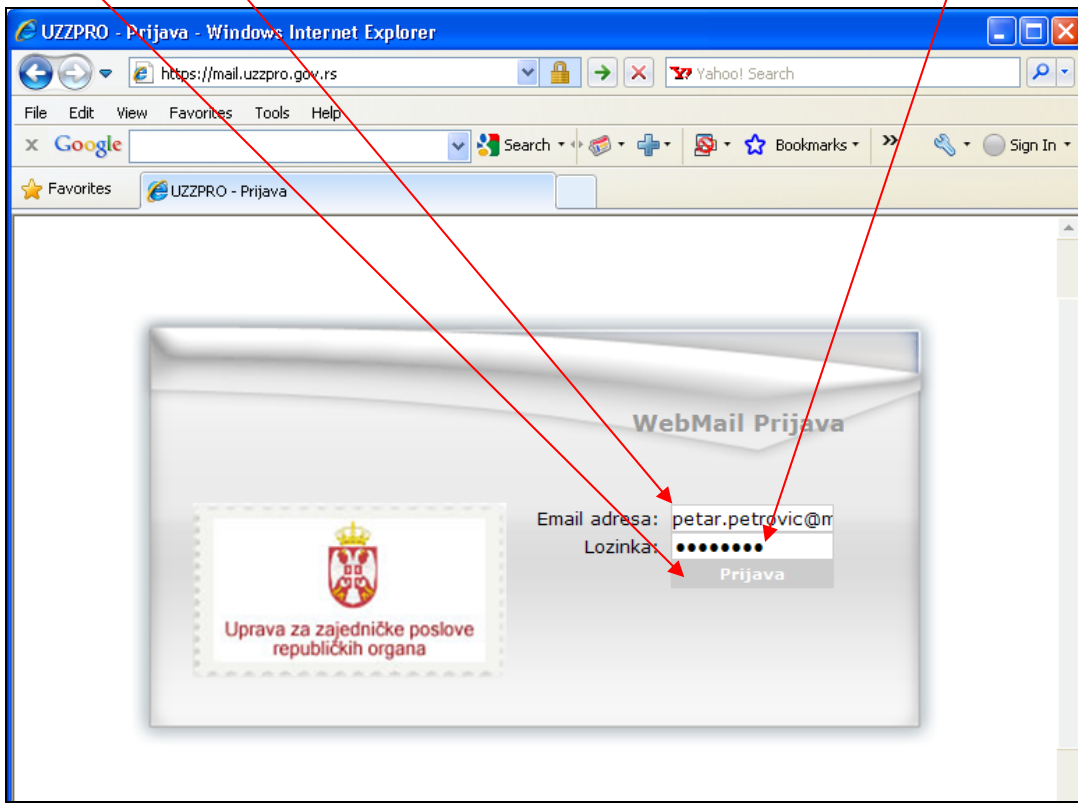 UZZPRO - Prijava - Windows Internet Explorer
https://mail.uzzpro.gov.rs Yahoo! Search
File Edit View Favorites Tools Help
x Google Search Bookmarks Sign In
Favorites UZZPRO - Prijava
WebMail Prijava
Email adresa: petar.petrovic@m
Lozinka: ••••••••
Prijava
Uprava za zajedničke poslove
republičkih organa